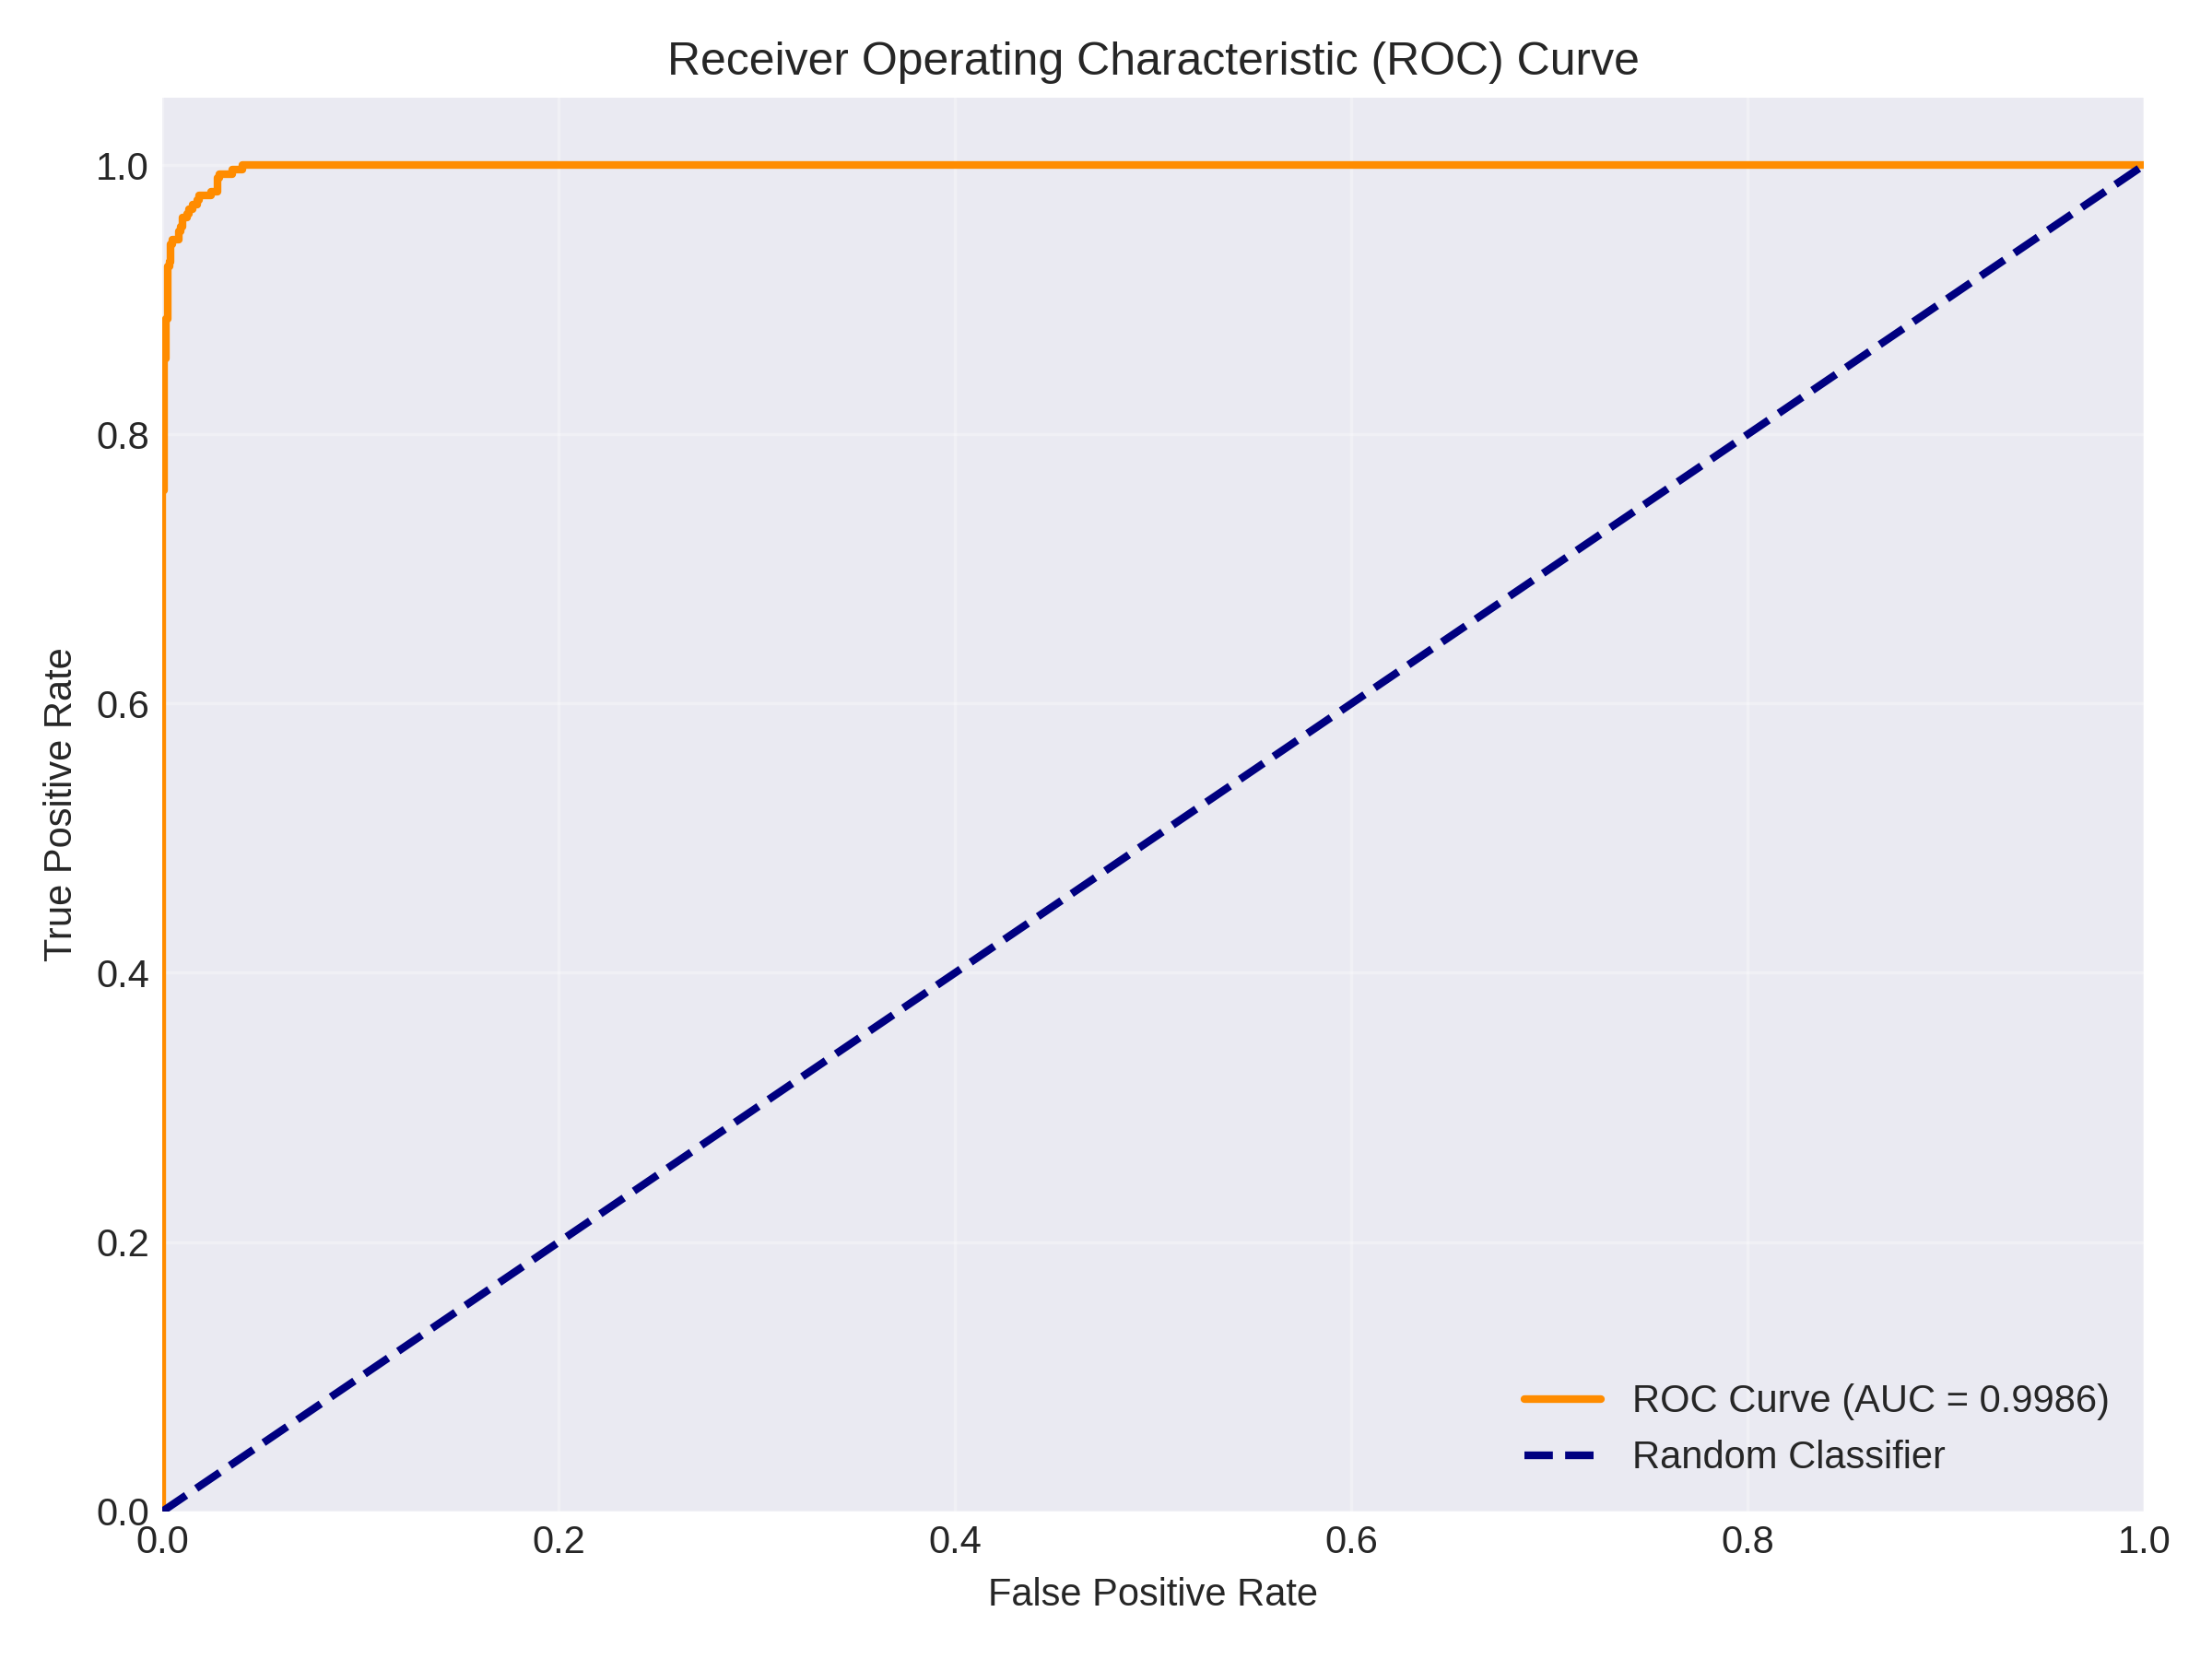 Receiver Operating Characteristic (ROC) Curve
1.0
0.8
0.6
0.4
0.2
0.0
True Positive Rate
0.0 0.2 0.4 0.6 0.8 1.0
False Positive Rate
ROC Curve (AUC = 0.9986)
Random Classifier